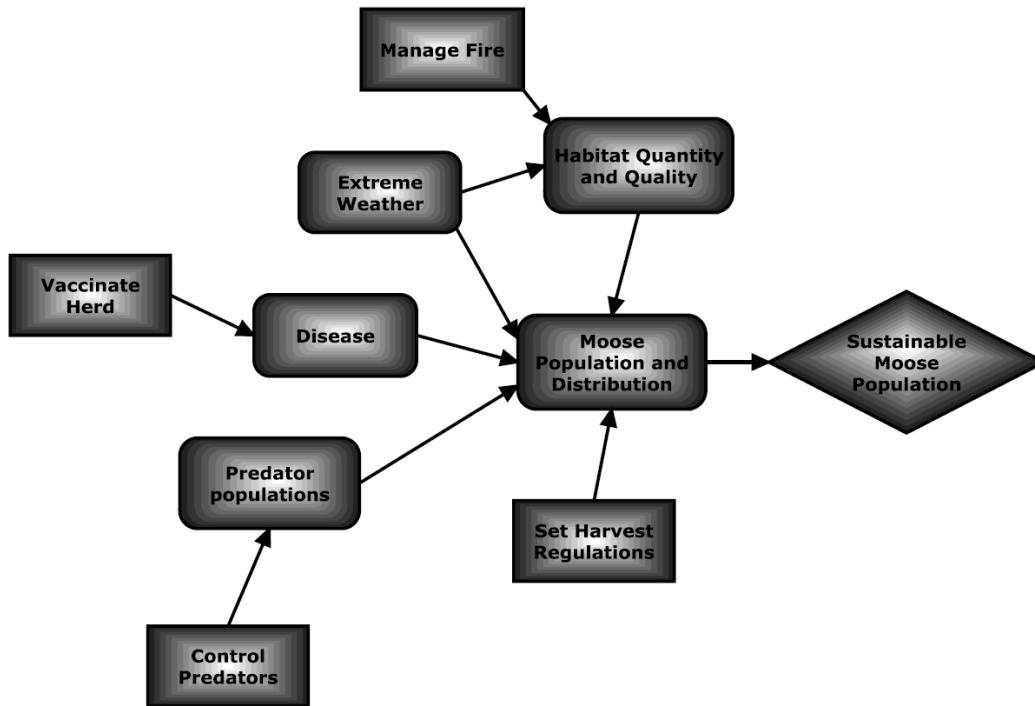 Manage Fire
Habitat Quantity
and Quality
Extreme
Weather
Vaccinate
Herd
Disease
Moose
Population and
Distribution
Sustainable
Moose
Population
Predator
populations
Set Harvest
Regulations
Control
Predators